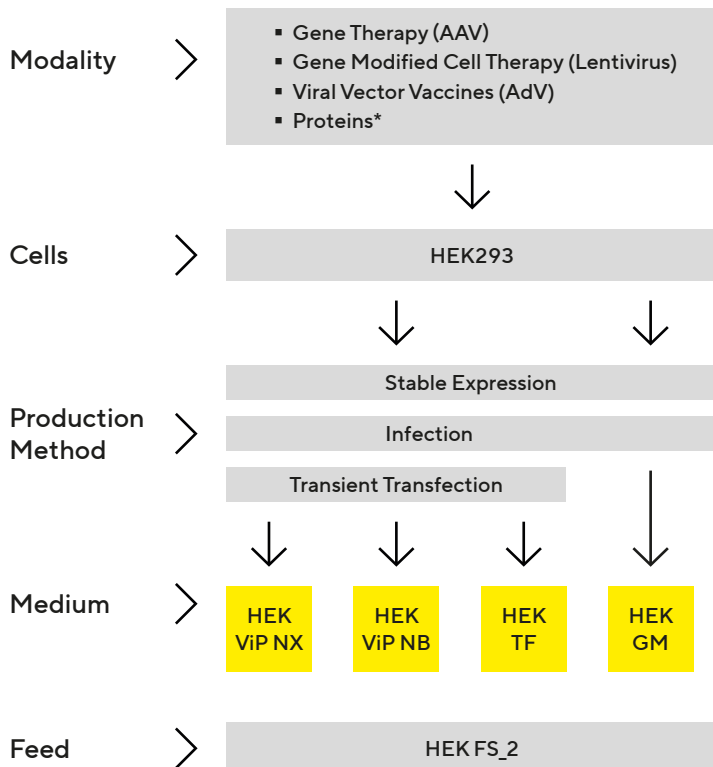 Modality
▪ Gene Therapy (AAV)
▪ Gene Modified Cell Therapy (Lentivirus)
▪ Viral Vector Vaccines (AdV)
▪ Proteins*
Cells
HEK293
Production
Method
Stable Expression
Infection
Transient Transfection
Medium
HEK
ViP NX
HEK
ViP NB
HEK
TF
HEK
GM
Feed
HEK FS_2